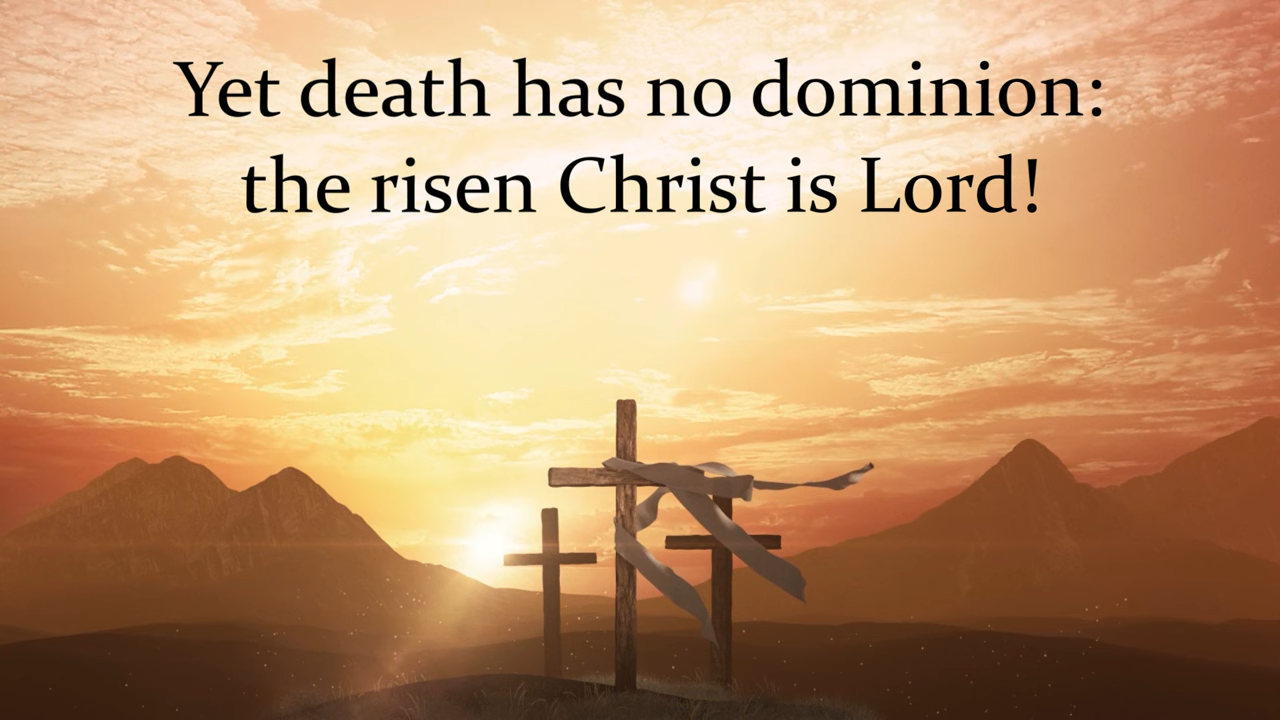 Yet death has no dominion:
the risen Christ is Lord!